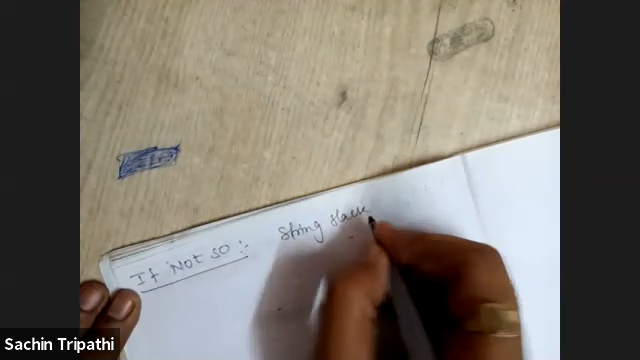 If Not so :- String slack
Sachin Tripathi